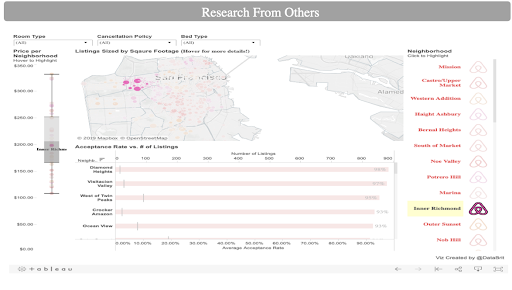 Research From Others
Room Type
Cancellation Policy
Bed Type
(All)
(All)
(All)
Price per
Neighborhood
Hover to Highlight
Listings Sized by Sqaure Footage (Hover for more details!)
Neighborhood
Click to Highlight
$350.00
$300.00
$250.00
$200.00
$150.00
$100.00
$50.00
$0.00
Inner Richmo
San Francisco
Alameda
© 2018 Mapbox © OpenStreetMap
Acceptance Rate vs. # of Listings
Number of Listings
Neighb..
0
100
200
300
400
500
600
700
800
900
Diamond
Heights
Visitacion
Valley
West of Twin
Peaks
Crocker
Amazon
Ocean View
0.00%
10.00%
20.00%
30.00%
40.00%
50.00%
60.00%
70.00%
80.00%
90.00%
Average Acceptance Rate
Mission
Castro/Upper
Market
Western Addition
Haight Ashbury
Bernal Heights
South of Market
Noe Valley
Potrero Hill
Marina
Inner Richmond
Outer Sunset
Nob Hill
Viz Created by @DataBrit
+ a b l e a u